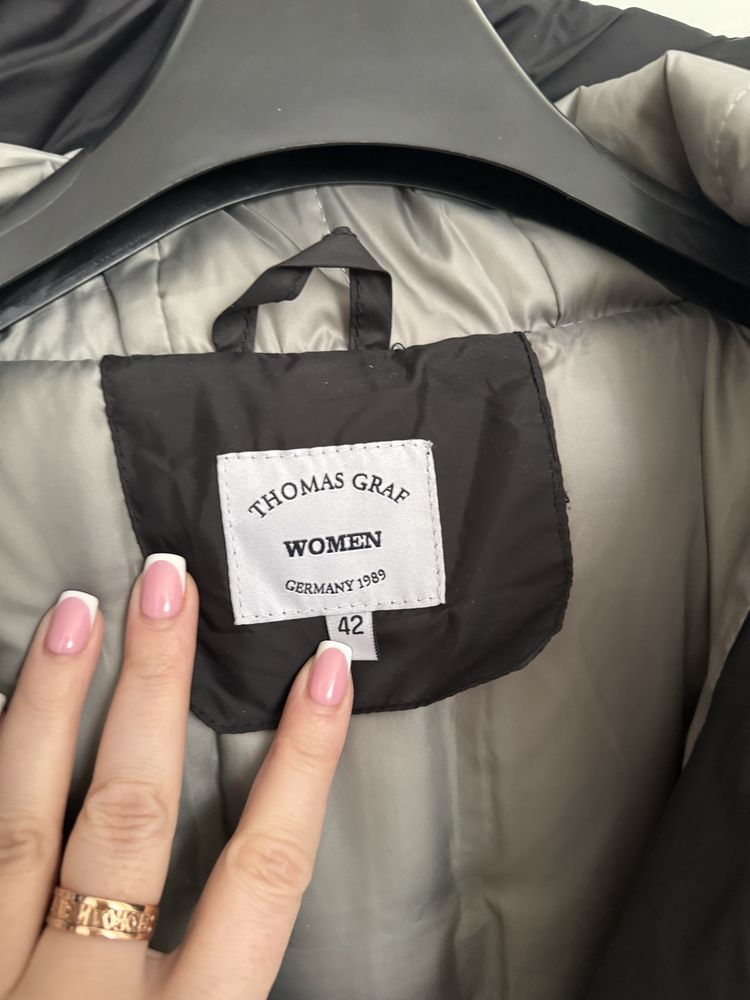 THOMAS GRAF
WOMEN
GERMANY 1989
42